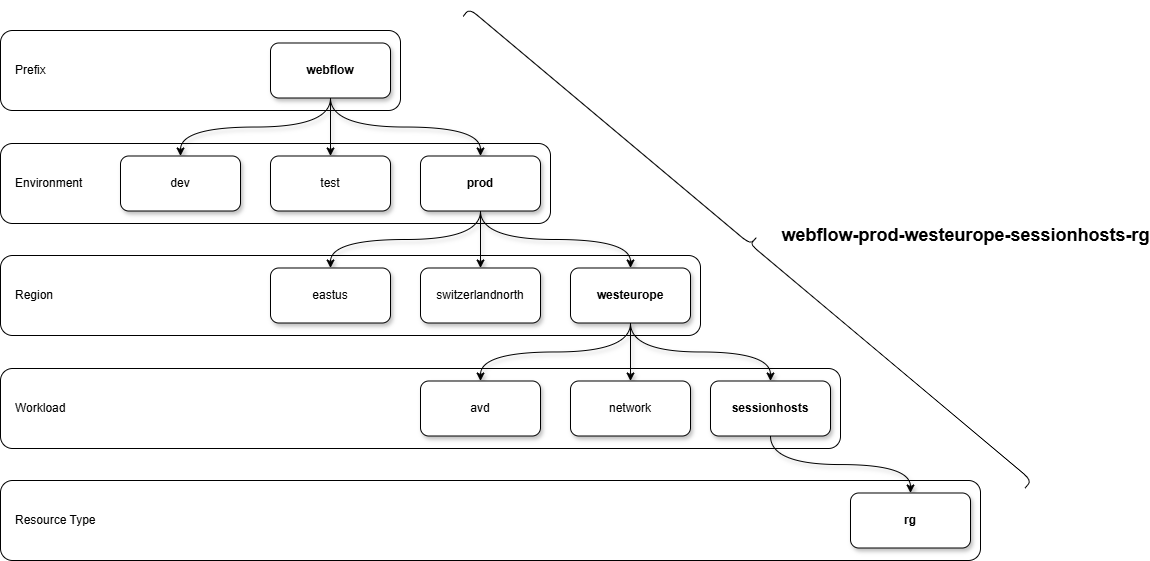 Prefix
webflow
Environment
dev
test
prod
webflow-prod-westeurope-sessionhosts-rg
Region
eastus
switzerlandnorth
westeurope
Workload
avd
network
sessionhosts
Resource Type
rg